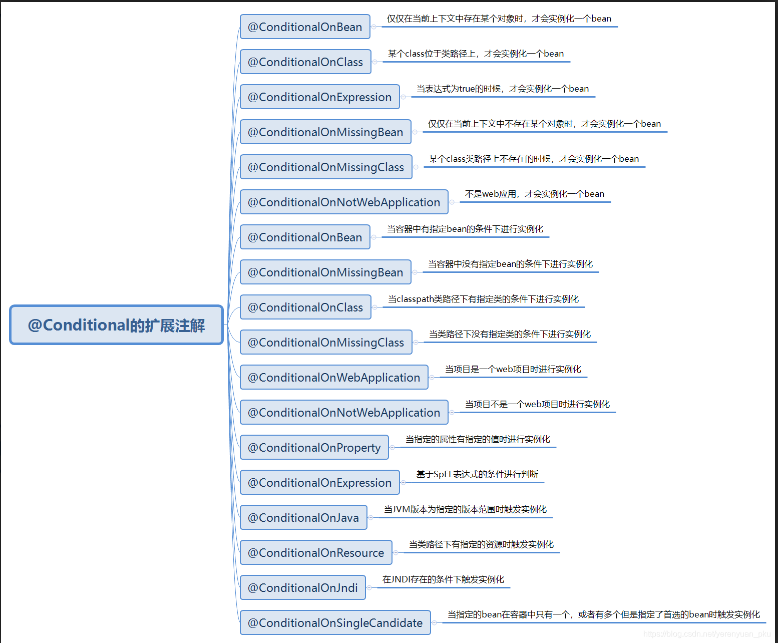 @Conditional的扩展注解
@ConditionalOnBean
仅仅在当前上下文中存在某个对象时，才会实例化一个bean
@ConditionalOnClass
某个class位于类路径上，才会实例化一个bean
@ConditionalOnExpression
当表达式为true的时候，才会实例化一个bean
@ConditionalOnMissingBean
仅仅在当前上下文中不存在某个对象时，才会实例化一个bean
@ConditionalOnMissingClass
某个class类路径上不存在的时候，才会实例化一个bean
@ConditionalOnNotWebApplication
不是web应用，才会实例化一个bean
@ConditionalOnBean
当容器中有指定bean的条件下进行实例化
@ConditionalOnMissingBean
当容器中没有指定bean的条件下进行实例化
@ConditionalOnClass
当classpath类路径下有指定类的条件下进行实例化
@ConditionalOnMissingClass
当类路径下没有指定类的条件下进行实例化
@ConditionalOnWebApplication
当项目是一个web项目时进行实例化
@ConditionalOnNotWebApplication
当项目不是一个web项目时进行实例化
@ConditionalOnProperty
当指定的属性有指定的值时进行实例化
@ConditionalOnExpression
基于SpEL表达式的条件进行判断
@ConditionalOnJava
当JVM版本为指定的版本范围时触发实例化
@ConditionalOnResource
当类路径下有指定的资源时触发实例化
@ConditionalOnJndi
在JNDI存在的条件下触发实例化
@ConditionalOnSingleCandidate
当指定的bean在容器中只有一个，或者有多个但是指定了首选的bean时触发实例化